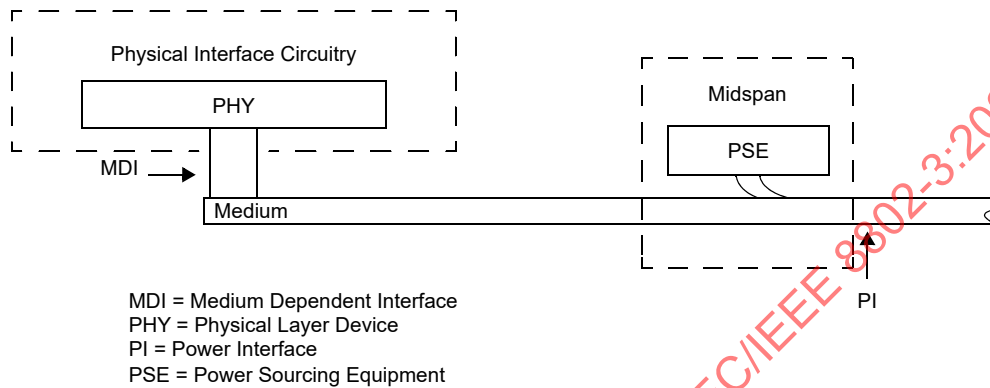 Physical Interface Circuitry
PHY
Midspan
PSE
MDI
Medium
PI
MDI = Medium Dependent Interface
PHY = Physical Layer Device
PI = Power Interface
PSE = Power Sourcing Equipment
EC/IEEE 8802-3:20